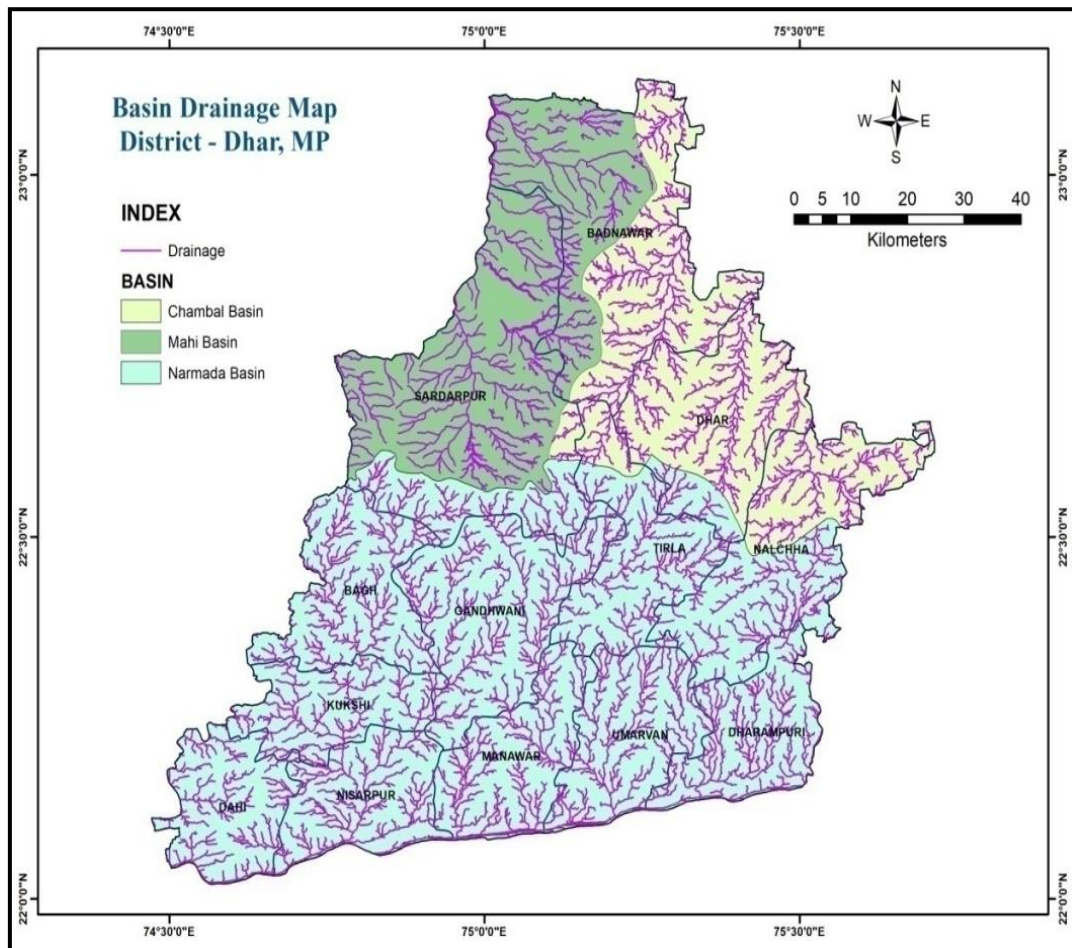 74°30'0"E 75°0'0"E 75°30'0"E
Basin Drainage Map
District - Dhar, MP
N
W E
S
23°0'0"N 23°0'0"N
0 5 10 20 30 40
Kilometers
INDEX
Drainage
BASIN
Chambal Basin
Mahi Basin
Narmada Basin
BADNAWAR
SARDARPUR
DHAR
22°30'0"N 22°30'0"N
TIRLA
NALCHHA
BAGH
GANDHWANI
KUKSHI
UMARVAN
DHARAMPURI
MANAWAR
NISARPUR
DAHI
22°0'0"N 22°0'0"N
74°30'0"E 75°0'0"E 75°30'0"E